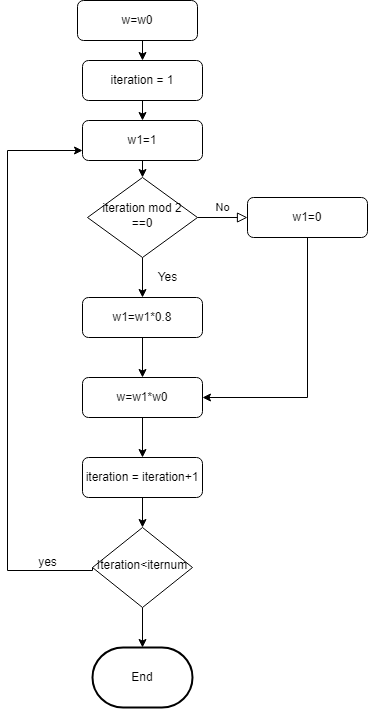 w=w0
iteration = 1
w1=1
iteration mod 2
==0
No
w1=0
Yes
w1=w1*0.8
w=w1*w0
iteration = iteration+1
iteration<iternum
yes
End